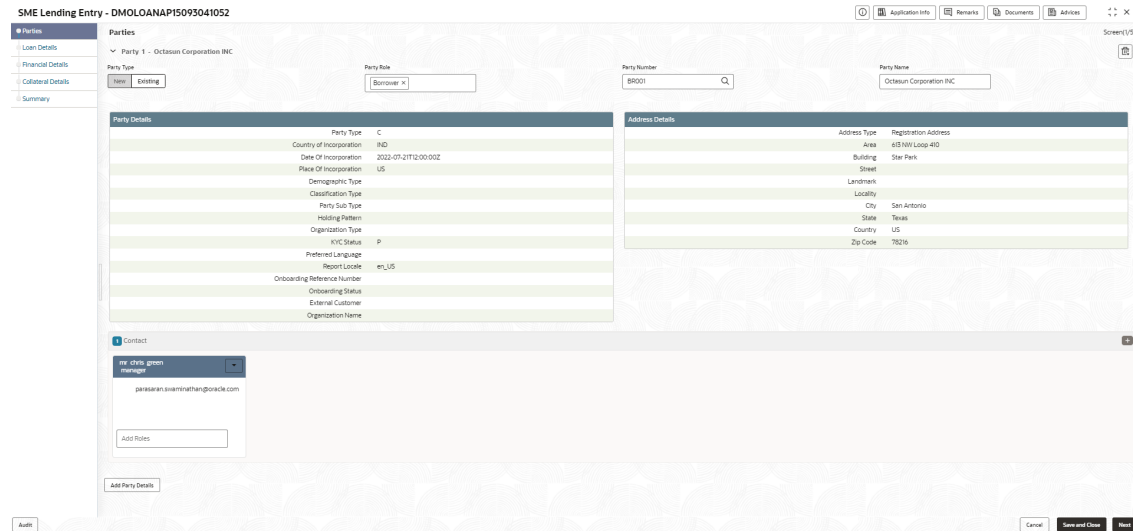 SME Lending Entry - DMOLOANAP15093041052
Application Info
Remarks
Documents
Advices
Parties
Loan Details
Financial Details
Collateral Details
Summary
Parties
Screen(1/5
Party 1 - Octasun Corporation INC
Party Type
Party Role
Party Number
Party Name
New
Existing
Borrower ×
BR001
Octasun Corporation INC
Party Details
Party Type C
Country of Incorporation IND
Date Of Incorporation 2022-07-21T12:00:00Z
Place Of Incorporation US
Demographic Type
Classification Type
Party Sub Type
Holding Pattern
Organization Type
KYC Status P
Preferred Language
Report Locale en_US
Onboarding Reference Number
Onboarding Status
External Customer
Organization Name
Address Details
Address Type Registration Address
Area 613 NW Loop 410
Building Star Park
Street
Landmark
Locality
City San Antonio
State Texas
Country US
Zip Code 78216
1 Contact
mr chris green
manager
parasaran.swaminathan@oracle.com
Add Roles
Add Party Details
Audit
Cancel
Save and Close
Next